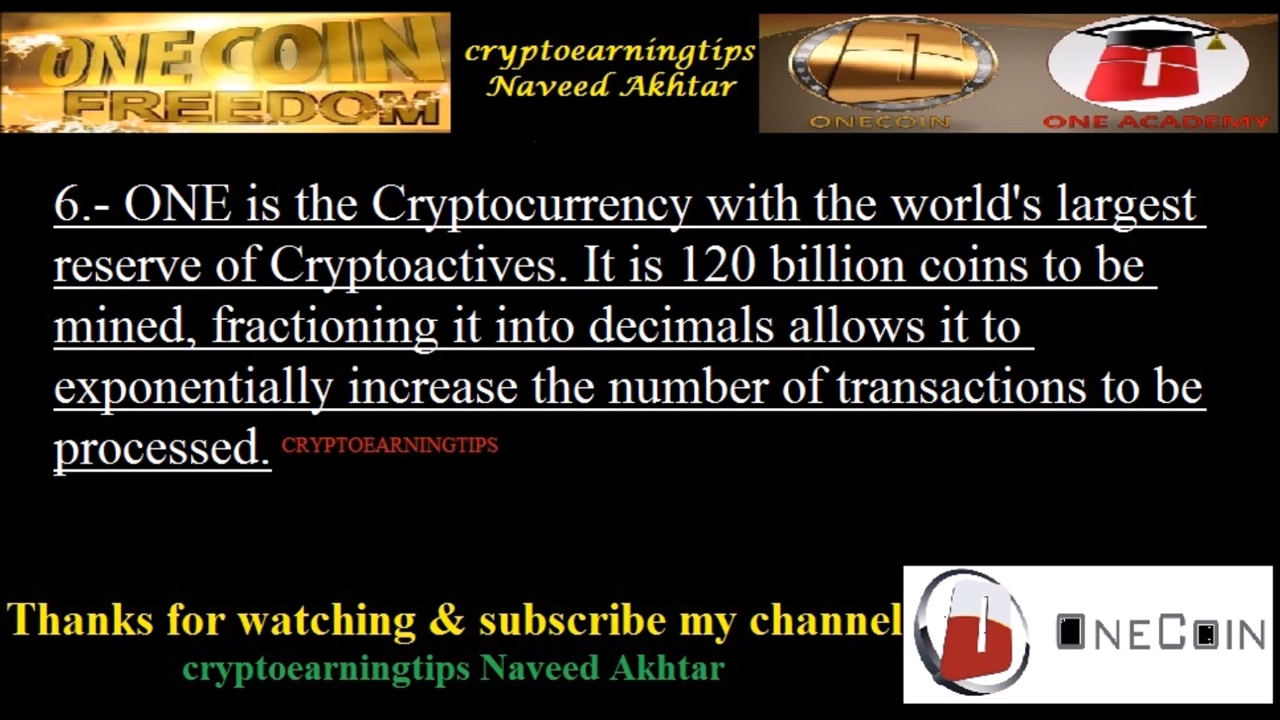 ONE COIN
FREEDOM
cryptoearningtips
Naveed Akhtar
ONECOIN
ONE ACADEMY
6.- ONE is the Cryptocurrency with the world's largest
reserve of Cryptoactives. It is 120 billion coins to be
mined, fractioning it into decimals allows it to
exponentially increase the number of transactions to be
processed. CRYPTOEARNINGTIPS
Thanks for watching & subscribe my channel
cryptoearningtips Naveed Akhtar
ONECOIN